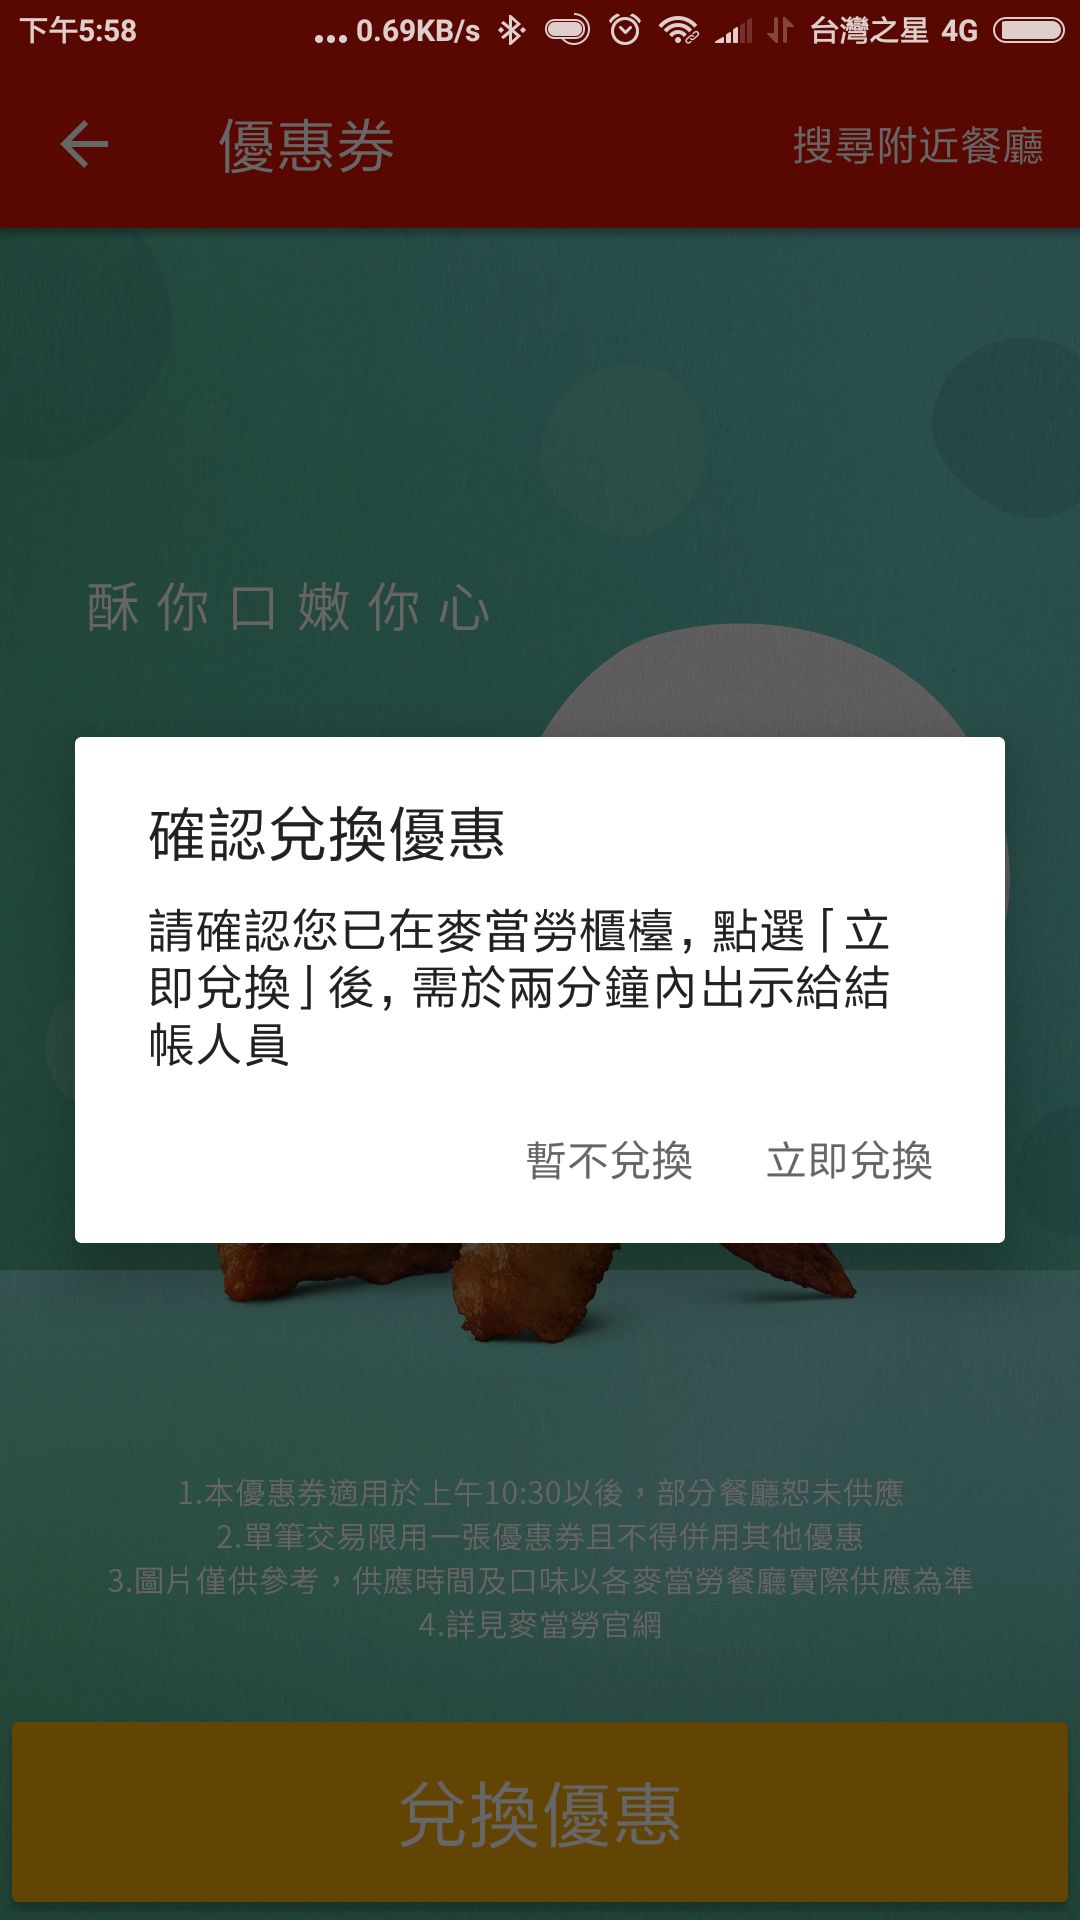 下午5:58 ... 0.69KB/s 台灣之星 4G
優惠券 搜尋附近餐廳
酥你口嫩你心
確認兌換優惠
請確認您已在麥當勞櫃檯, 點選「立
即兌換」後, 需於兩分鐘內出示給結
帳人員
暫不兌換 立即兌換
1.本優惠券適用於上午10:30以後，部分餐廳恕未供應
2.單筆交易限用一張優惠券且不得併用其他優惠
3.圖片僅供參考，供應時間及口味以各麥當勞餐廳實際供應為準
4.詳見麥當勞官網
兌換優惠